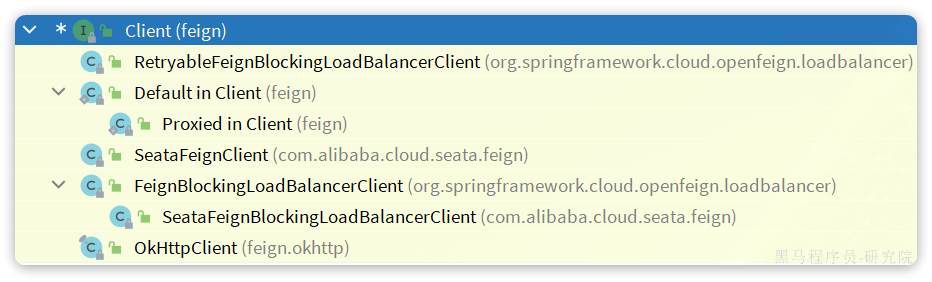 Client (feign)
RetryableFeignBlockingLoadBalancerClient (org.springframework.cloud.openfeign.loadbalancer)
Default in Client (feign)
Proxied in Client (feign)
SeataFeignClient (com.alibaba.cloud.seata.feign)
FeignBlockingLoadBalancerClient (org.springframework.cloud.openfeign.loadbalancer)
SeataFeignBlockingLoadBalancerClient (com.alibaba.cloud.seata.feign)
OkHttpClient (feign.okhttp)
黑马程序员-研究院